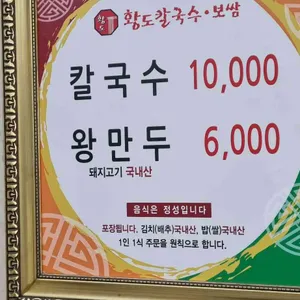 황도 황도칼국수·보쌈
칼국수 10,000
왕만두 6,000
돼지고기 국내산
음식은 정성입니다
포장됩니다. 김치(배추)국내산, 밥(쌀)국내산
1인 1식 주문을 원칙으로 합니다.